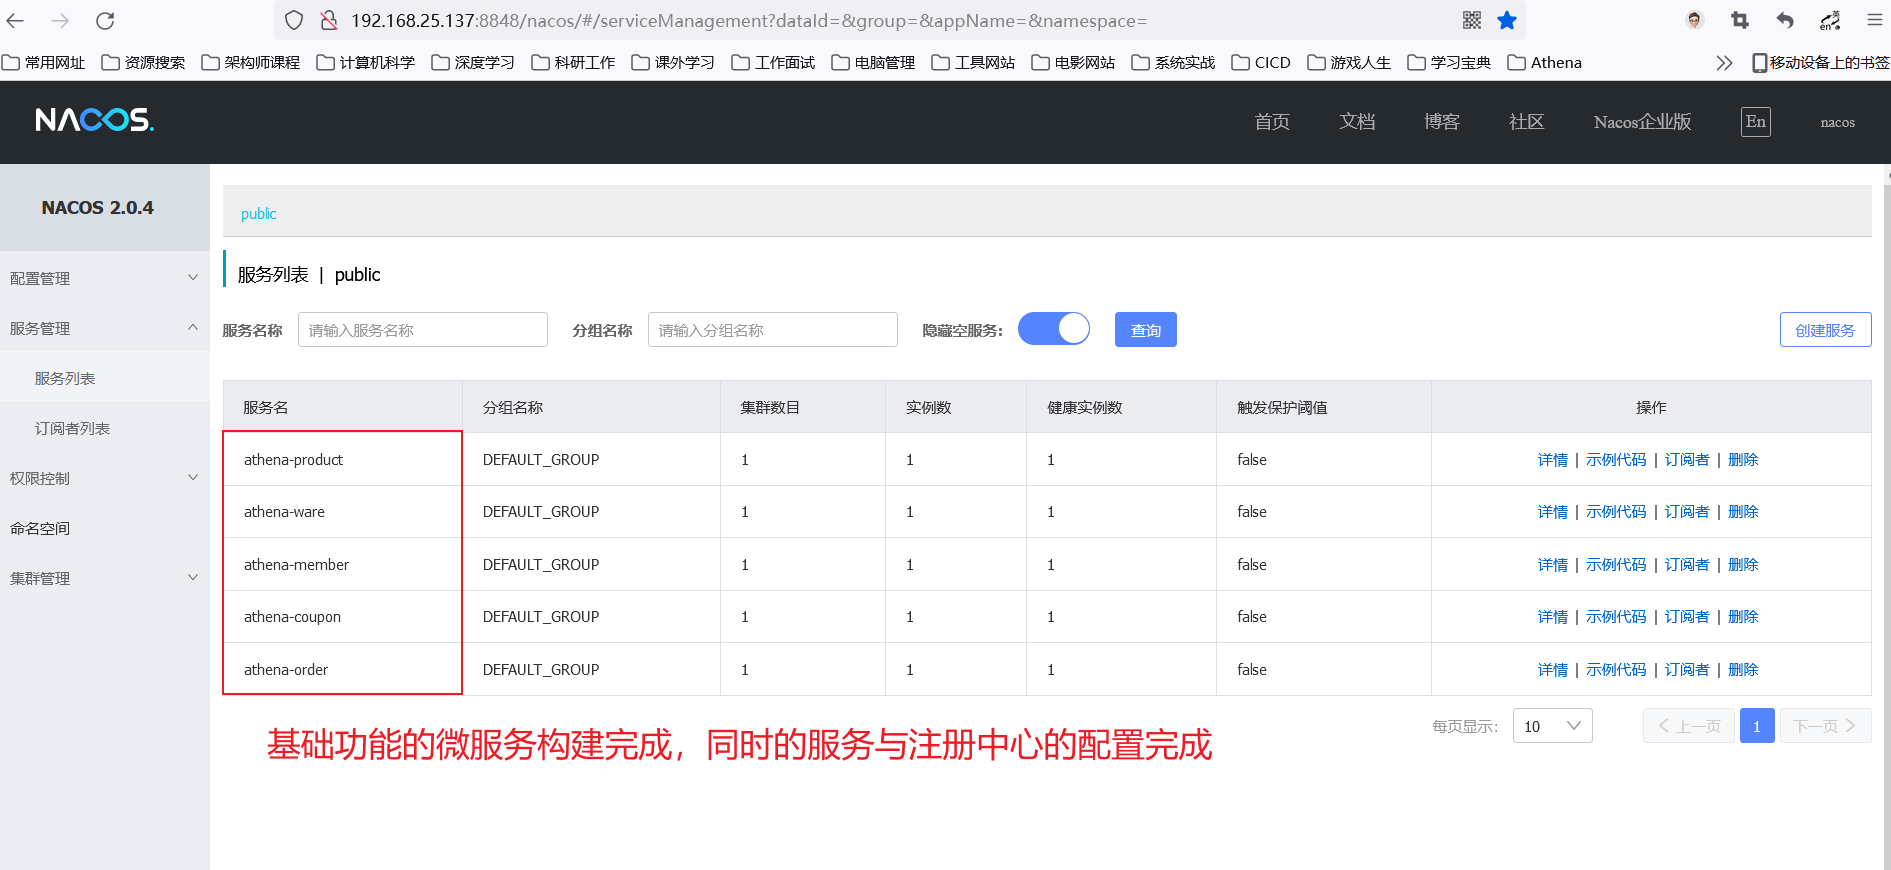 192.168.25.137:8848/nacos/#/serviceManagement?dataId=&group=&appName=&namespace=
常用网址 资源搜索 架构师课程 计算机科学 深度学习 科研工作 课外学习 工作面试 电脑管理 工具网站 电影网站 系统实战 CICD 游戏人生 学习宝典 Athena 移动设备上的书签
NACOS. 首页 文档 博客 社区 Nacos企业版 En nacos
NACOS 2.0.4
配置管理
服务管理
服务列表
订阅者列表
权限控制
命名空间
集群管理
public
服务列表 | public
服务名称 请输入服务名称 分组名称 请输入分组名称 隐藏空服务: 查询 创建服务
服务名 分组名称 集群数目 实例数 健康实例数 触发保护阈值 操作
athena-product DEFAULT_GROUP 1 1 1 false 详情 | 示例代码 | 订阅者 | 删除
athena-ware DEFAULT_GROUP 1 1 1 false 详情 | 示例代码 | 订阅者 | 删除
athena-member DEFAULT_GROUP 1 1 1 false 详情 | 示例代码 | 订阅者 | 删除
athena-coupon DEFAULT_GROUP 1 1 1 false 详情 | 示例代码 | 订阅者 | 删除
athena-order DEFAULT_GROUP 1 1 1 false 详情 | 示例代码 | 订阅者 | 删除
每页显示: 10 上一页 1 下一页
基础功能的微服务构建完成，同时的服务与注册中心的配置完成